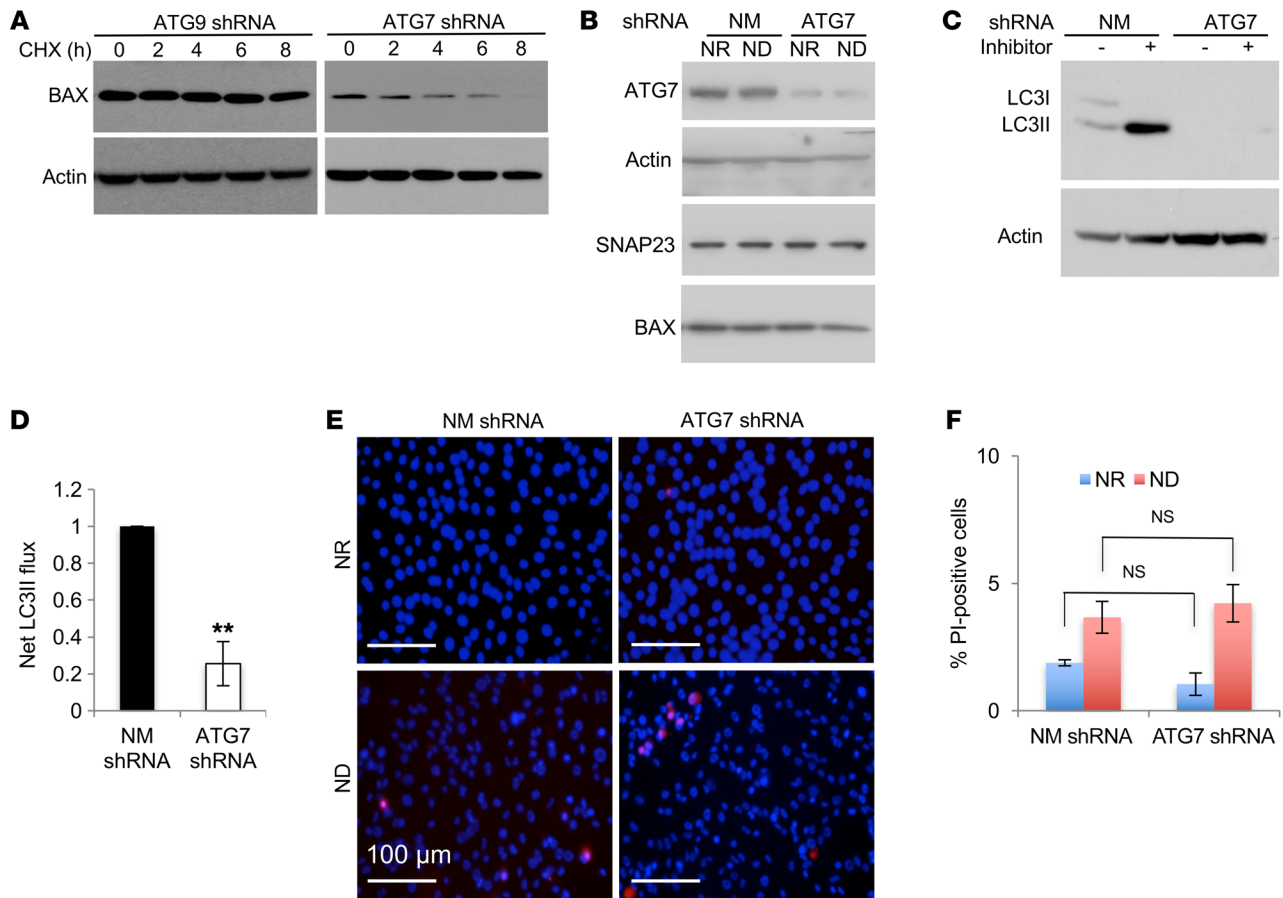 A
ATG9 shRNA
ATG7 shRNA
CHX (h)
0 2 4 6 8
0 2 4 6 8
BAX
Actin
B
shRNA
NM
ATG7
NR ND NR ND
ATG7
Actin
SNAP23
BAX
C
shRNA
NM
ATG7
Inhibitor
- + - +
LC3I
LC3II
Actin
D
Net LC3II flux
1.2
1
0.8
0.6
0.4
0.2
0
**
NM shRNA
ATG7 shRNA
E
NM shRNA
ATG7 shRNA
NR
ND
100 µm
F
% PI-positive cells
10
5
0
NR ND
NS
NS
NM shRNA
ATG7 shRNA